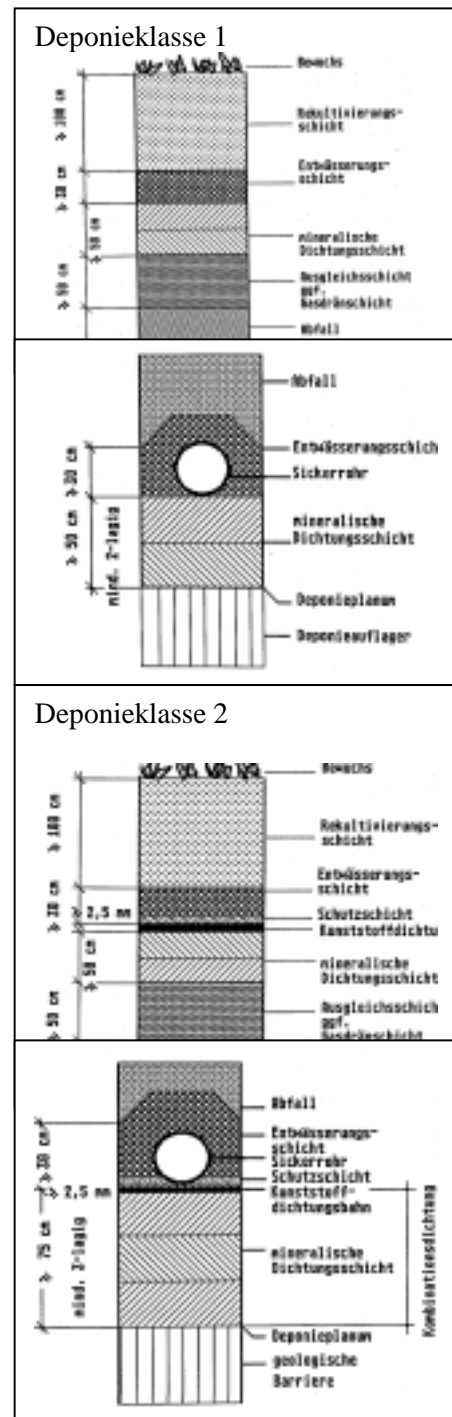 Deponieklasse 1
Bewuchs
Rekultivierungs-
schicht
Entwässerungs-
schicht
mineralische
Dichtungsschicht
Ausgleichsschicht
ggf.
Gasdränschicht
Abfall
≥ 100 cm
≥ 30 cm
≥ 50 cm
≥ 50 cm
Abfall
Entwässerungsschich
Sickerrohr
mineralische
Dichtungsschicht
Deponieplanum
Deponieauflager
≥ 30 cm
≥ 50 cm
mind. 2-lagig
Deponieklasse 2
Bewuchs
Rekultivierungs-
schicht
Entwässerungs-
schicht
Schutzschicht
Kunststoffdichtu
mineralische
Dichtungsschicht
Ausgleichsschich
ggf.
Gasdränschicht
≥ 100 cm
≥ 30 cm
≥ 2,5 mm
≥ 50 cm
≥ 50 cm
Abfall
Entwässerungs-
schicht
Sickerrohr
Schutzschicht
Kunststoff-
dichtungsbahn
mineralische
Dichtungsschicht
Deponieplanum
geologische
Barriere
Kombinationsdichtung
≥ 30 cm
≥ 2,5 mm
≥ 75 cm
mind. 3-lagig